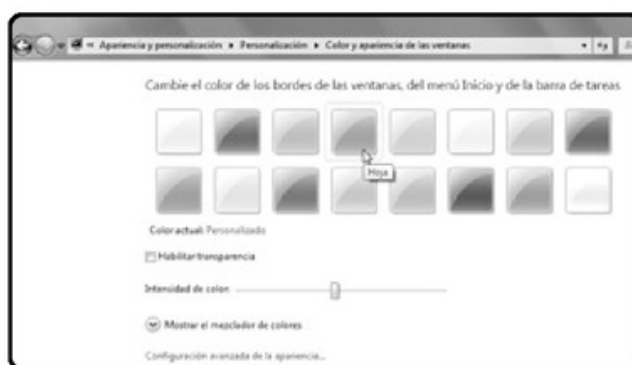 « Apariencia y personalización ▸ Personalización ▸ Color y apariencia de las ventanas
Cambie el color de los bordes de las ventanas, del menú Inicio y de la barra de tareas
Hoja
Color actual: Personalizado
Habilitar transparencia
Intensidad de color:
Mostrar el mezclador de colores
Configuración avanzada de la apariencia...